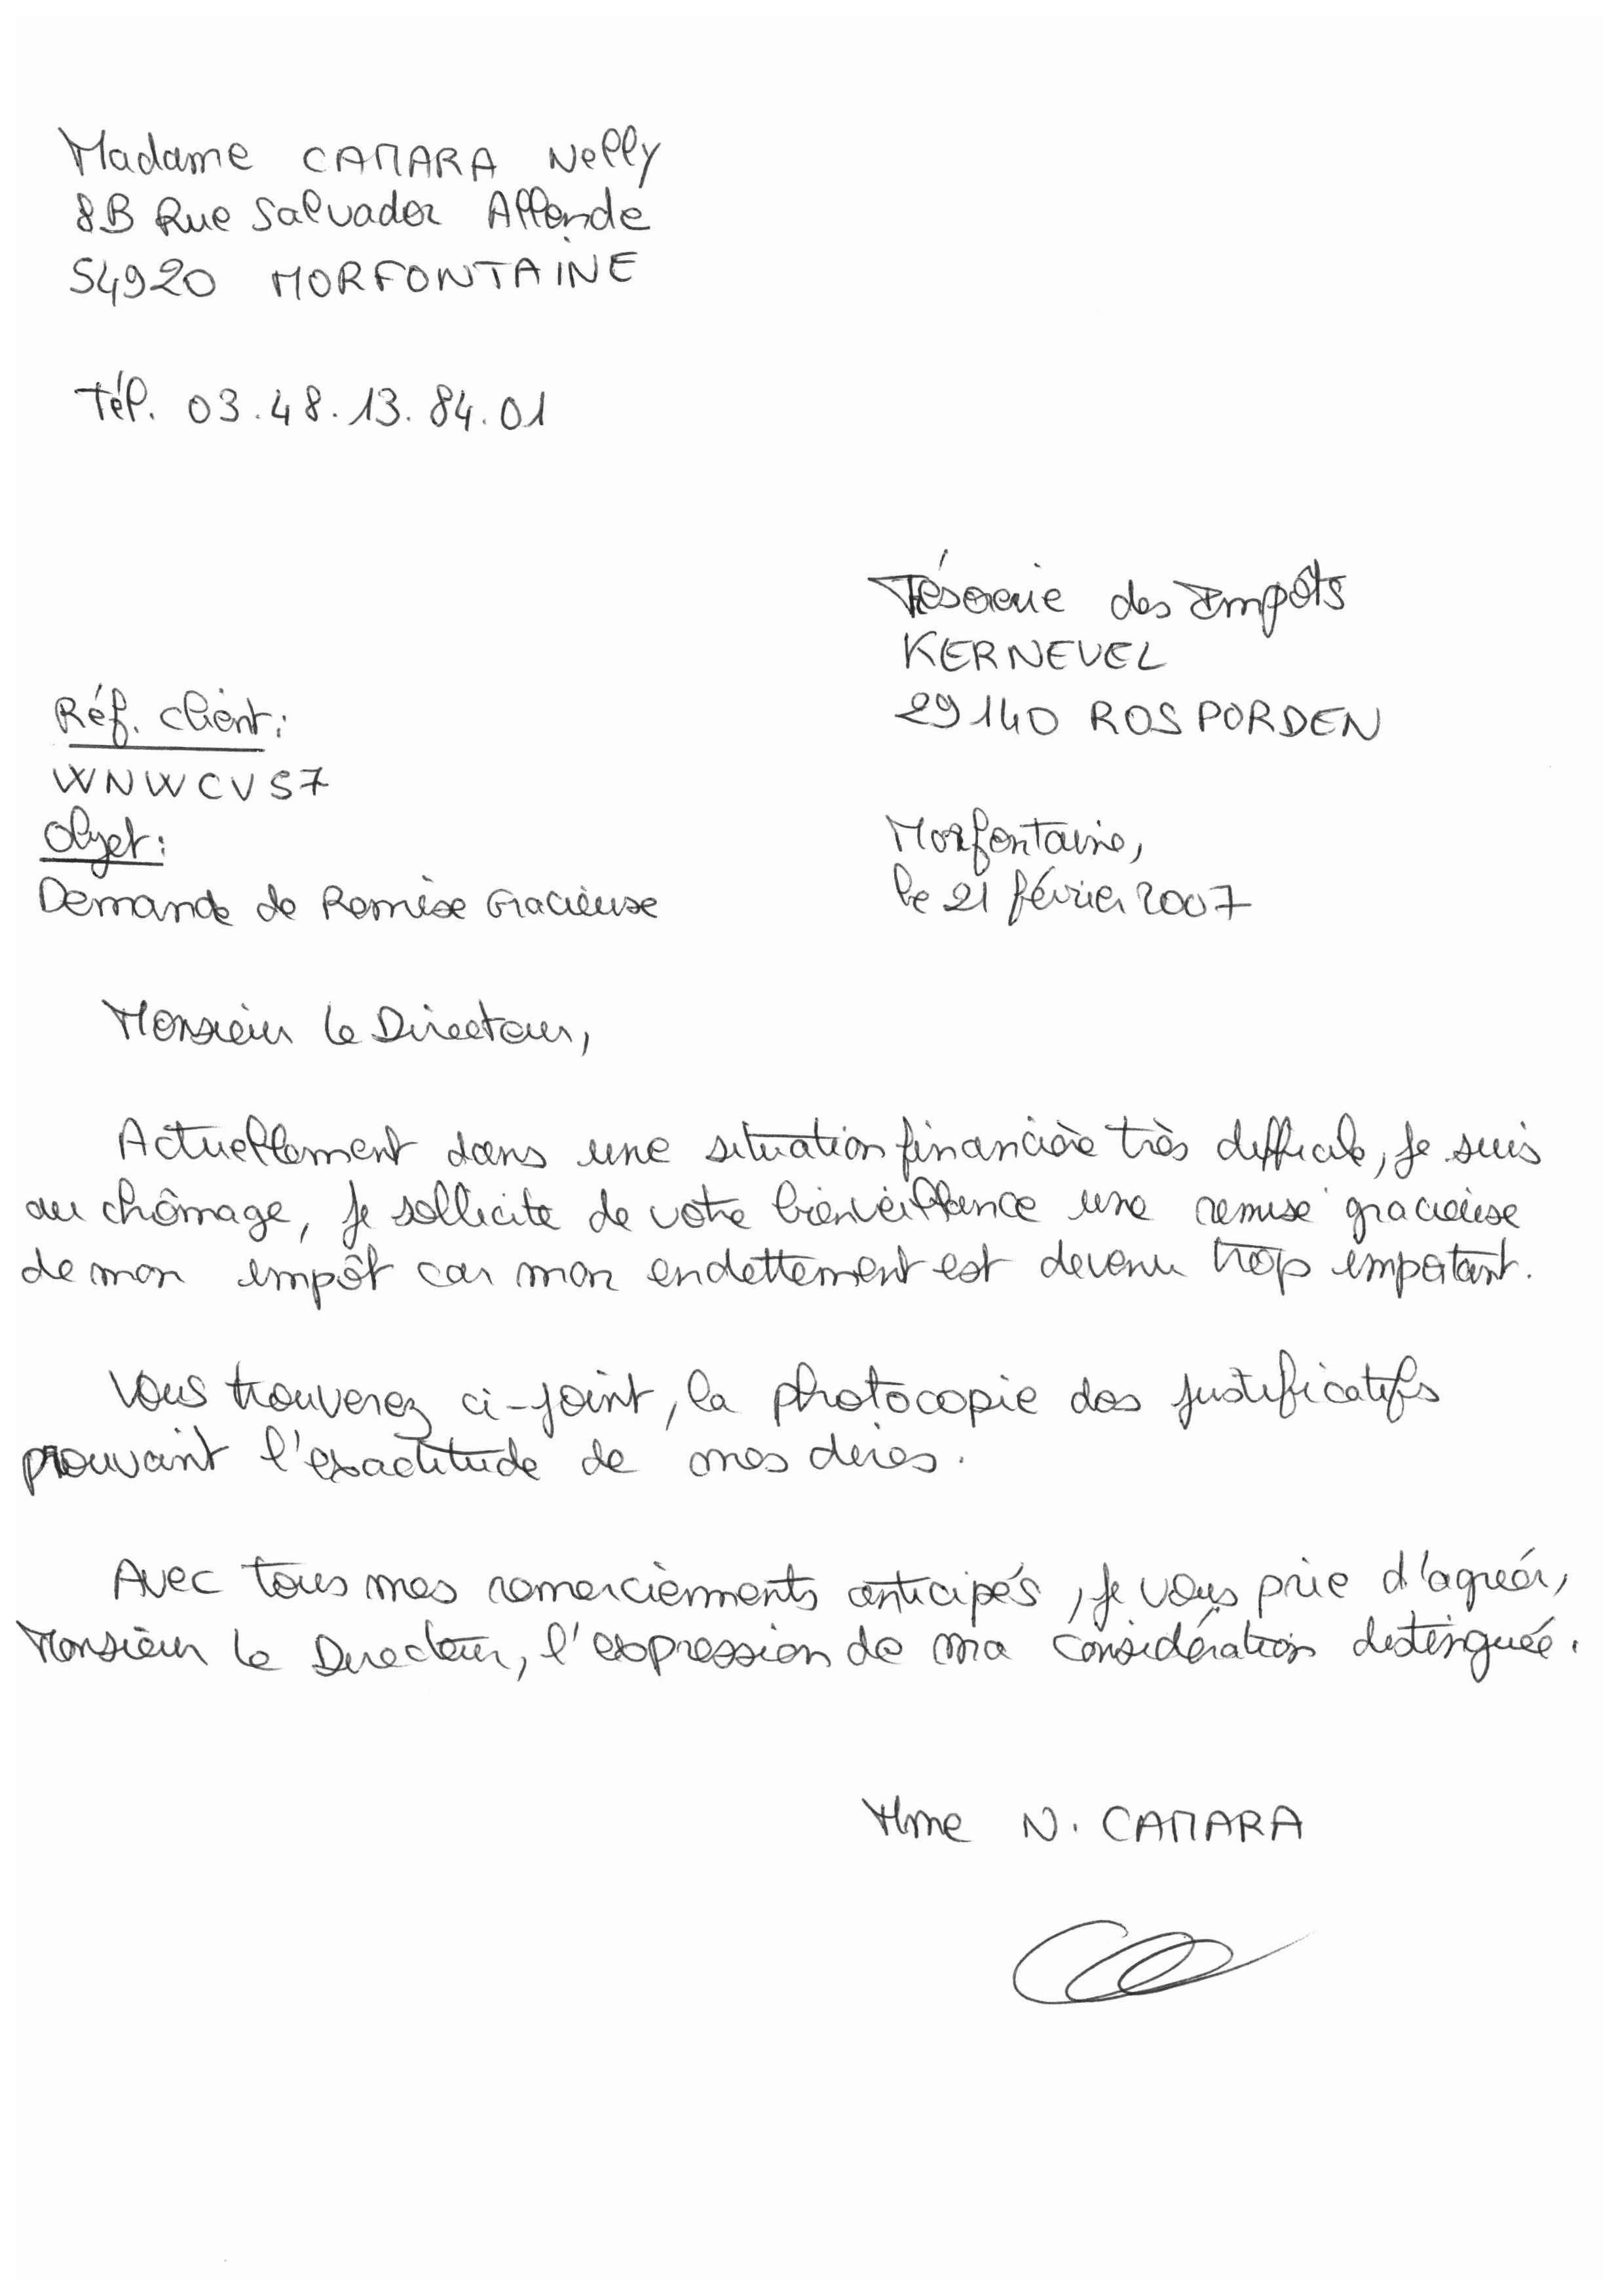 Madame CAMARA Nelly
8B Rue Salvador Allende
54920 MORFONTAINE
Tél. 03.48.13.84.01
Trésorerie des Impôts
KERNEVEL
29140 ROSPORDEN
Réf. client :
WNWCVS7
Objet :
Demande de Remise Gracieuse
Morfontaine,
le 21 février 2007
Monsieur le Directeur,
Actuellement dans une situation financière très difficile, je suis
au chômage, je sollicite de votre bienveillance une remise gracieuse
de mon impôt car mon endettement est devenu trop important.
Vous trouverez ci-joint, la photocopie des justificatifs
prouvant l'exactitude de mes dires.
Avec tous mes remerciements anticipés, je vous prie d'agréer,
Monsieur le Directeur, l'expression de ma considération distinguée.
Mme N. CAMARA